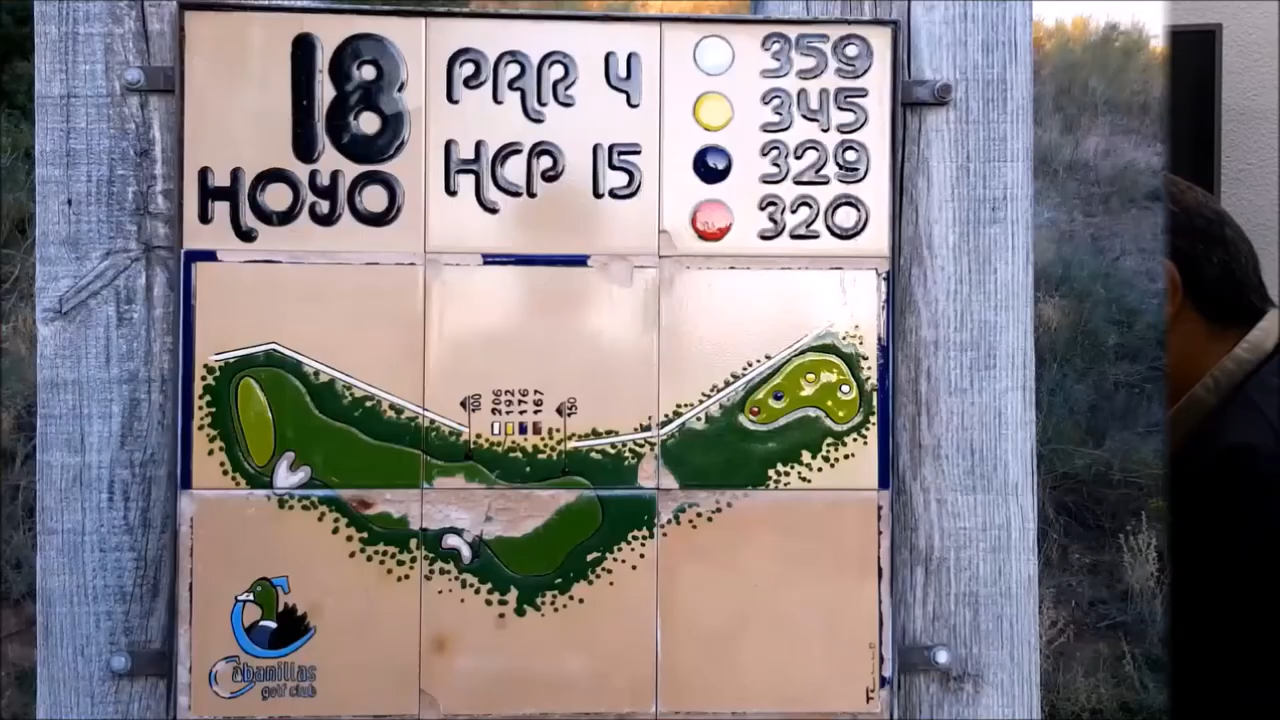 18
HOYO
PAR 4
HCP 15
359
345
329
320
100
206
192
176
167
150
Cabanillas
golf club